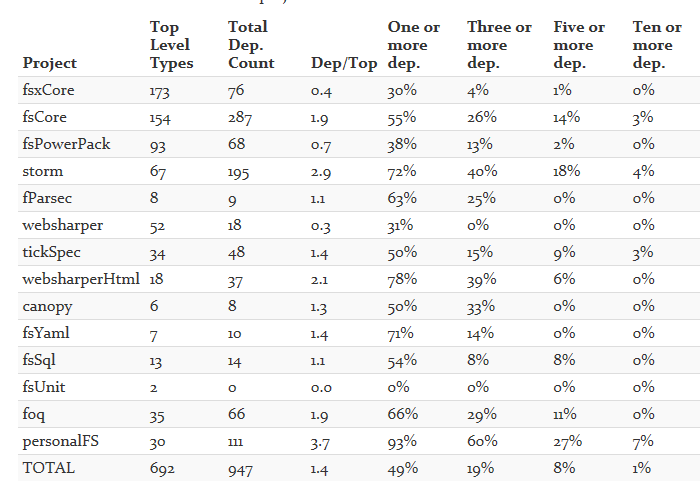 Project Top Level Types Total Dep. Count Dep/Top One or more dep. Three or more dep. Five or more dep. Ten or more dep.
fsxCore 173 76 0.4 30% 4% 1% 0%
fsCore 154 287 1.9 55% 26% 14% 3%
fsPowerPack 93 68 0.7 38% 13% 2% 0%
storm 67 195 2.9 72% 40% 18% 4%
fParsec 8 9 1.1 63% 25% 0% 0%
websharper 52 18 0.3 31% 0% 0% 0%
tickSpec 34 48 1.4 50% 15% 9% 3%
websharperHtml 18 37 2.1 78% 39% 6% 0%
canopy 6 8 1.3 50% 33% 0% 0%
fsYaml 7 10 1.4 71% 14% 0% 0%
fsSql 13 14 1.1 54% 8% 8% 0%
fsUnit 2 0 0.0 0% 0% 0% 0%
foq 35 66 1.9 66% 29% 11% 0%
personalFS 30 111 3.7 93% 60% 27% 7%
TOTAL 692 947 1.4 49% 19% 8% 1%